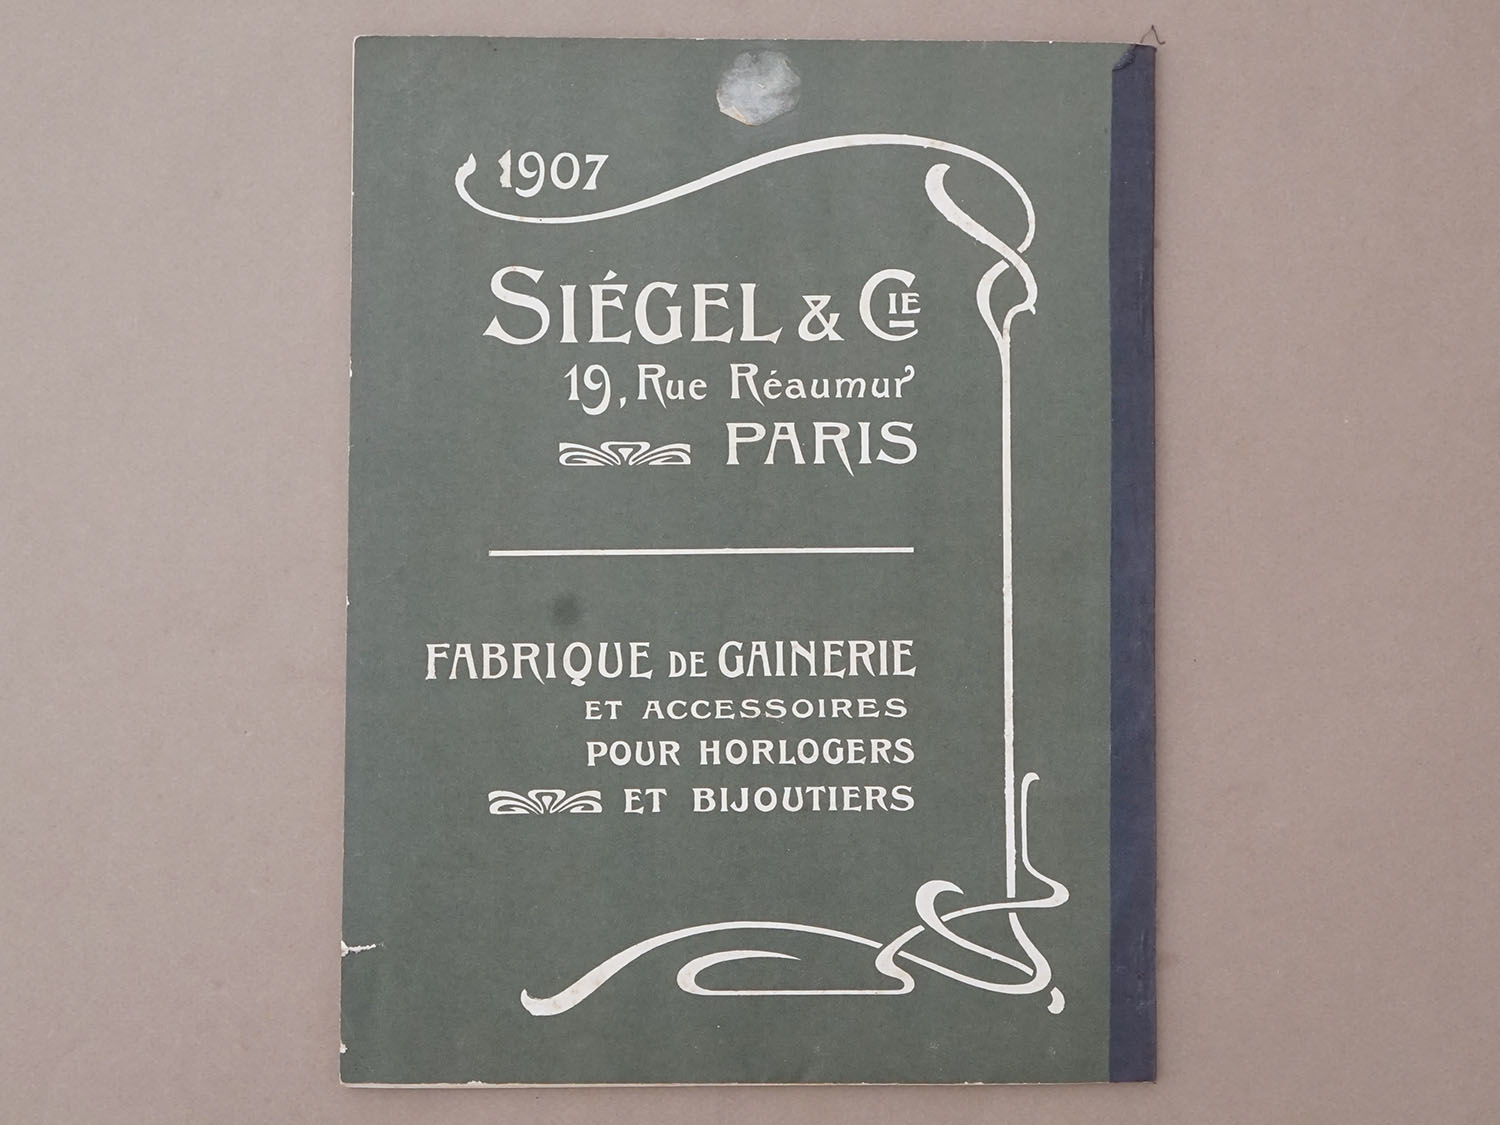 1907
SIÉGEL & CIE
19, Rue Réaumur
PARIS
FABRIQUE DE GAINERIE
ET ACCESSOIRES
POUR HORLOGERS
ET BIJOUTIERS